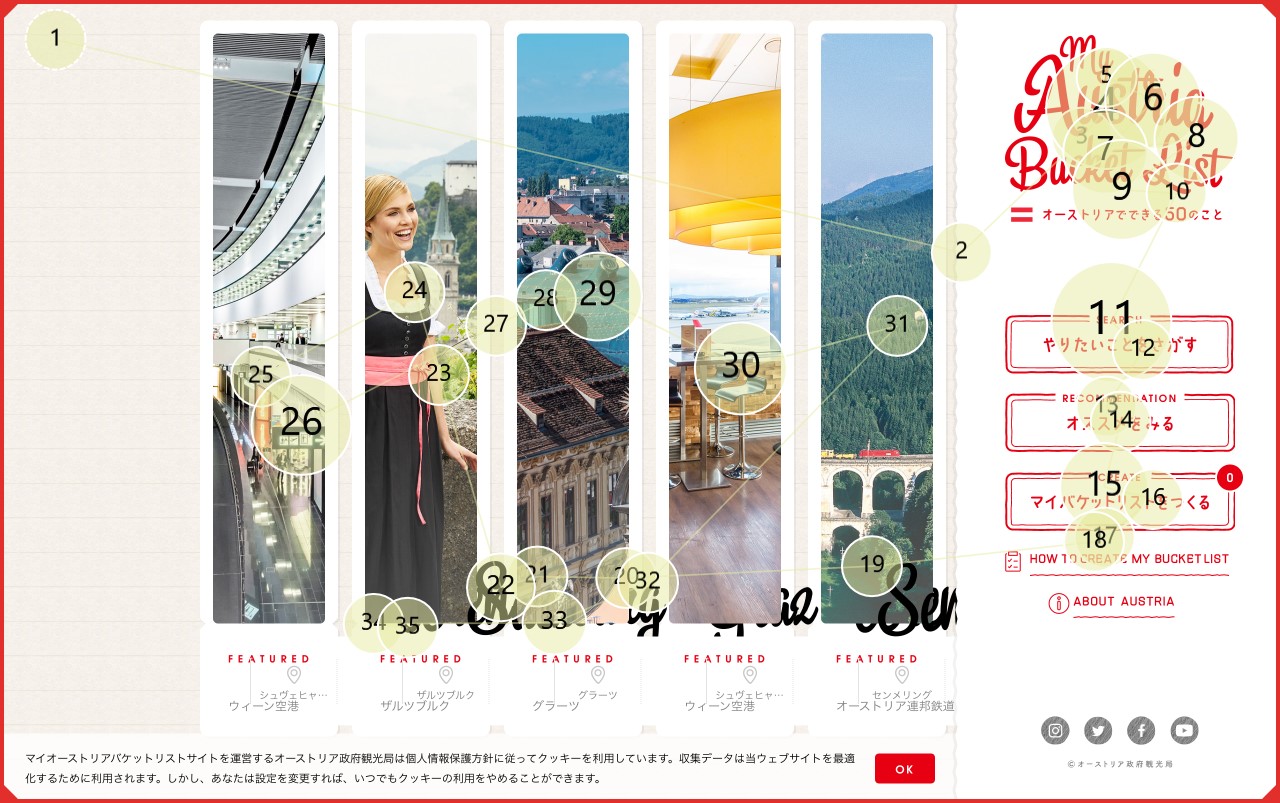 My
Austria
Bucket List
オーストリアでできる50のこと
SEARCH
やりたいことをさがす
RECOMMENDATION
オススメをみる
CREATE
0
マイバケットリストをつくる
HOW TO CREATE MY BUCKET LIST
ABOUT AUSTRIA
©オーストリア政府観光局
FEATURED
シュヴェヒャ…
ウィーン空港
FEATURED
ザルツブルク
ザルツブルク
FEATURED
グラーツ
グラーツ
FEATURED
シュヴェヒャ…
ウィーン空港
FEATURED
センメリング
オーストリア連邦鉄道
マイオーストリアバケットリストサイトを運営するオーストリア政府観光局は個人情報保護方針に従ってクッキーを利用しています。収集データは当ウェブサイトを最適
化するために利用されます。しかし、あなたは設定を変更すれば、いつでもクッキーの利用をやめることができます。
OK
1
2
3
5
6
7
8
9
10
11
12
13
14
15
16
17
18
19
20
21
22
23
24
25
26
27
28
29
30
31
32
33
34
35